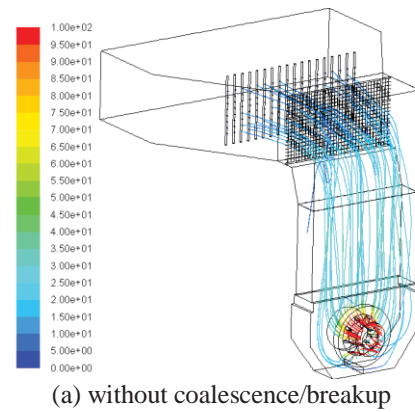 1.00e+02
9.50e+01
9.00e+01
8.50e+01
8.00e+01
7.50e+01
7.00e+01
6.50e+01
6.00e+01
5.50e+01
5.00e+01
4.50e+01
4.00e+01
3.50e+01
3.00e+01
2.50e+01
2.00e+01
1.50e+01
1.00e+01
5.00e+00
0.00e+00
(a) without coalescence/breakup